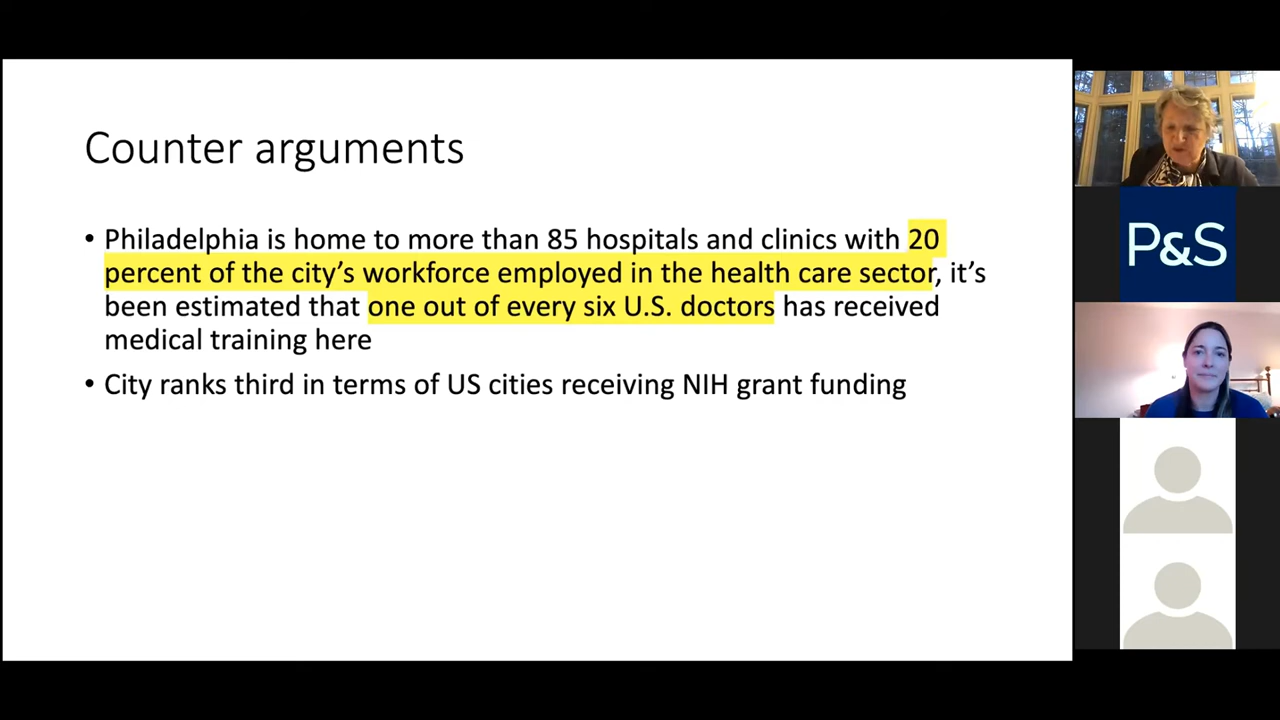 Counter arguments
• Philadelphia is home to more than 85 hospitals and clinics with 20
percent of the city’s workforce employed in the health care sector, it’s
been estimated that one out of every six U.S. doctors has received
medical training here
• City ranks third in terms of US cities receiving NIH grant funding
P&S